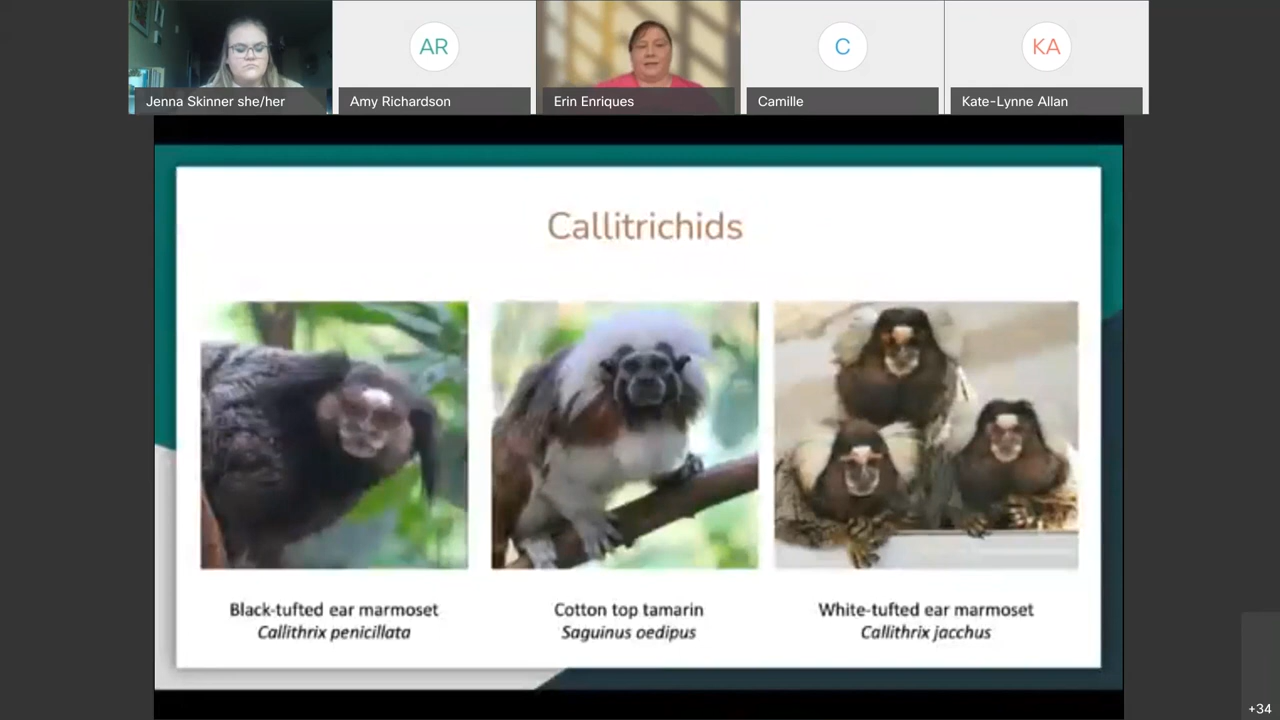 Jenna Skinner she/her
AR
Amy Richardson
Erin Enriques
C
Camille
KA
Kate-Lynne Allan
Callitrichids
Black-tufted ear marmoset
Callithrix penicillata
Cotton top tamarin
Saguinus oedipus
White-tufted ear marmoset
Callithrix jacchus
+34